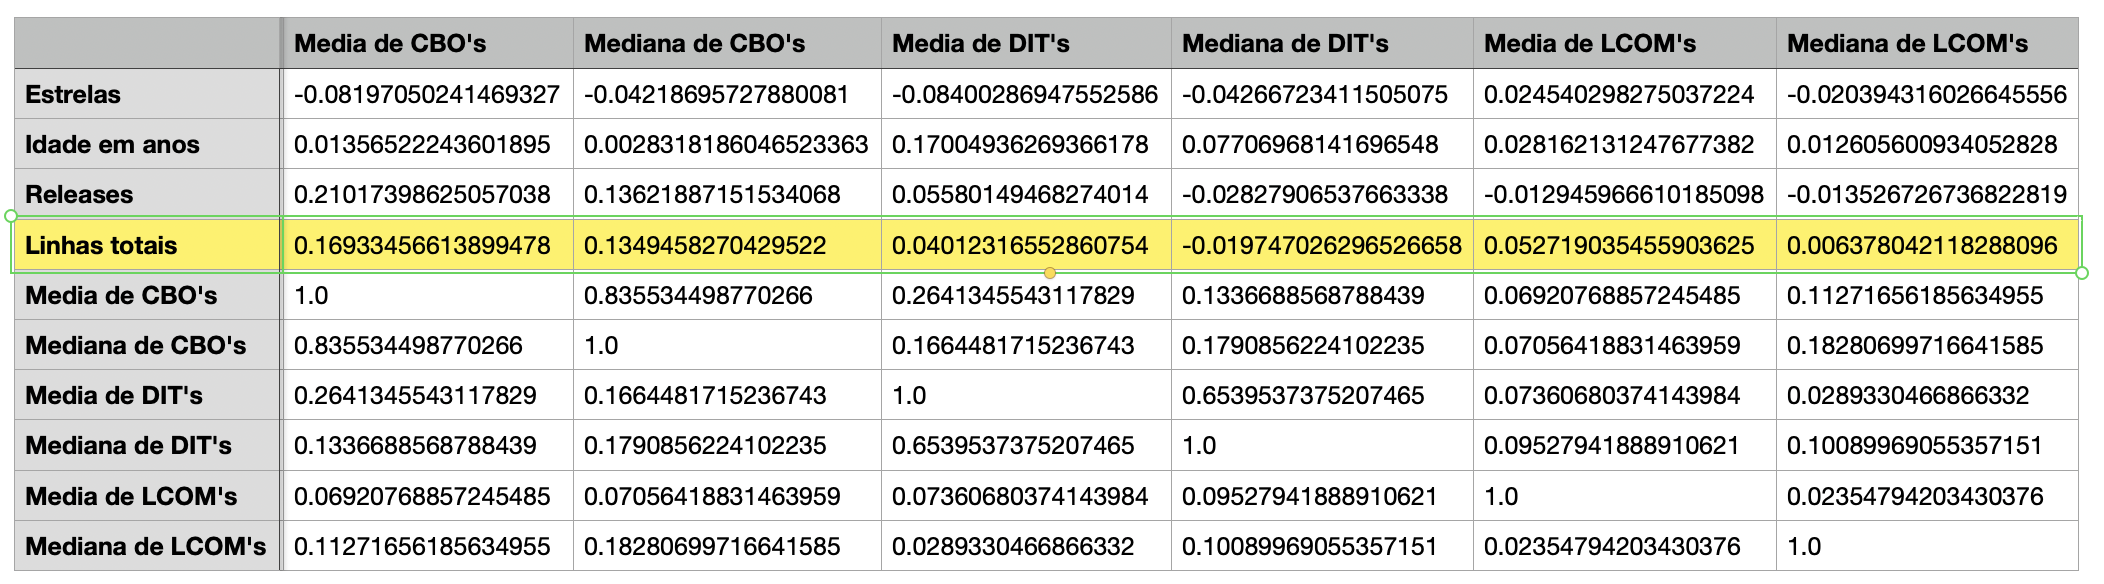 Media de CBO's Mediana de CBO's Media de DIT's Mediana de DIT's Media de LCOM's Mediana de LCOM's
Estrelas -0.08197050241469327 -0.04218695727880081 -0.08400286947552586 -0.04266723411505075 0.024540298275037224 -0.020394316026645556
Idade em anos 0.01356522243601895 0.0028318186046523363 0.17004936269366178 0.07706968141696548 0.028162131247677382 0.012605600934052828
Releases 0.21017398625057038 0.13621887151534068 0.05580149468274014 -0.02827906537663338 -0.012945966610185098 -0.013526726736822819
Linhas totais 0.16933456613899478 0.1349458270429522 0.04012316552860754 -0.019747026296526658 0.052719035455903625 0.006378042118288096
Media de CBO's 1.0 0.835534498770266 0.2641345543117829 0.1336688568788439 0.06920768857245485 0.11271656185634955
Mediana de CBO's 0.835534498770266 1.0 0.1664481715236743 0.1790856224102235 0.07056418831463959 0.18280699716641585
Media de DIT's 0.2641345543117829 0.1664481715236743 1.0 0.6539537375207465 0.07360680374143984 0.0289330466866332
Mediana de DIT's 0.1336688568788439 0.1790856224102235 0.6539537375207465 1.0 0.09527941888910621 0.10089969055357151
Media de LCOM's 0.06920768857245485 0.07056418831463959 0.07360680374143984 0.09527941888910621 1.0 0.02354794203430376
Mediana de LCOM's 0.11271656185634955 0.18280699716641585 0.0289330466866332 0.10089969055357151 0.02354794203430376 1.0